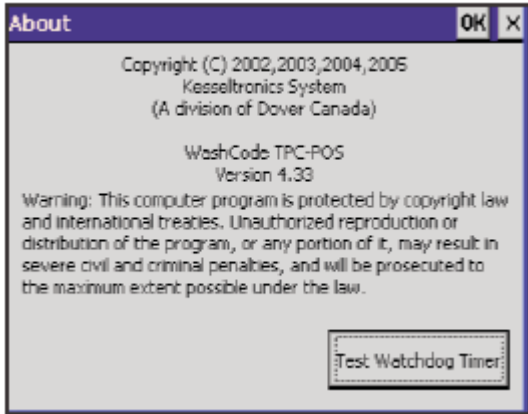 About OK ×
Copyright (C) 2002,2003,2004,2005
Kesseltronics System
(A division of Dover Canada)
WashCode TPC-POS
Version 4.33
Warning: This computer program is protected by copyright law
and international treaties. Unauthorized reproduction or
distribution of the program, or any portion of it, may result in
severe civil and criminal penalties, and will be prosecuted to
the maximum extent possible under the law.
Test Watchdog Timer